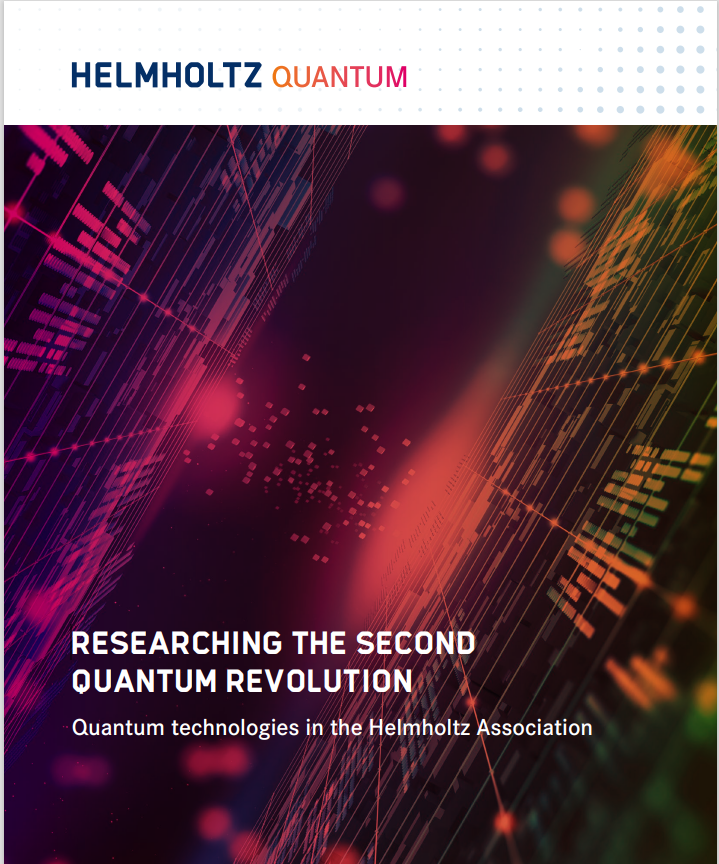 HELMHOLTZ QUANTUM
RESEARCHING THE SECOND
QUANTUM REVOLUTION
Quantum technologies in the Helmholtz Association